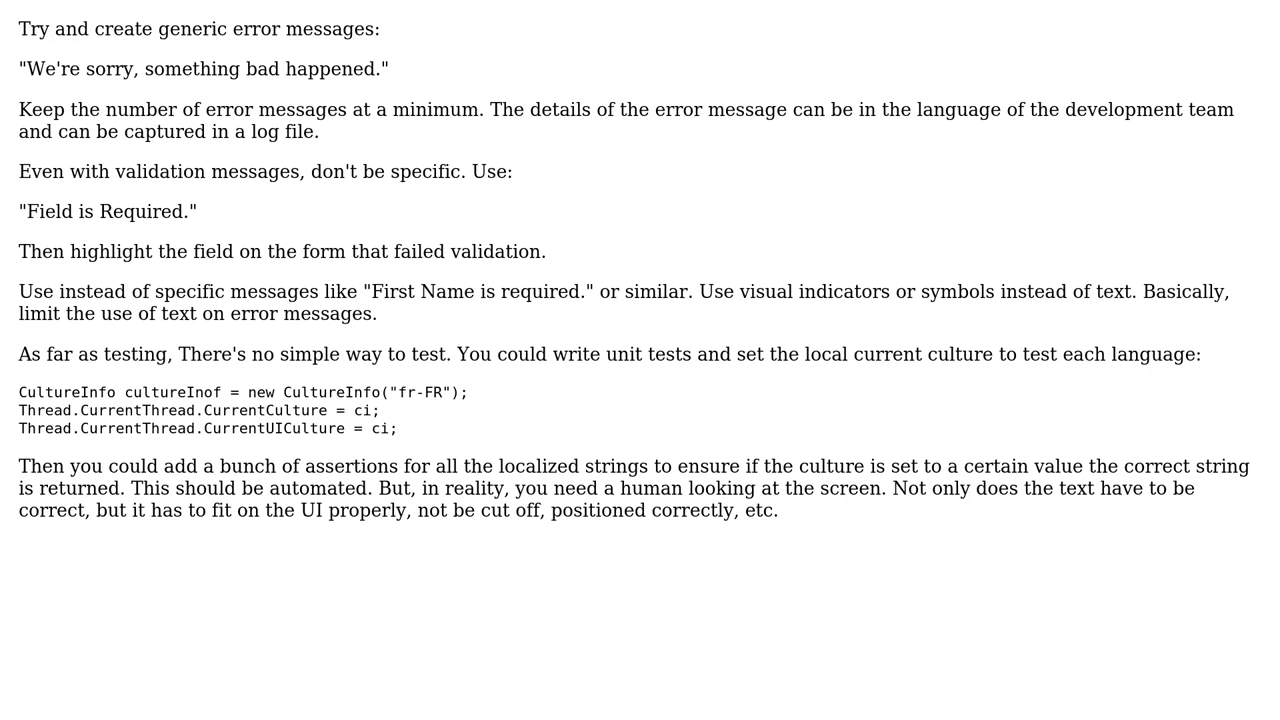 Try and create generic error messages:
"We're sorry, something bad happened."
Keep the number of error messages at a minimum. The details of the error message can be in the language of the development team
and can be captured in a log file.
Even with validation messages, don't be specific. Use:
"Field is Required."
Then highlight the field on the form that failed validation.
Use instead of specific messages like "First Name is required." or similar. Use visual indicators or symbols instead of text. Basically,
limit the use of text on error messages.
As far as testing, There's no simple way to test. You could write unit tests and set the local current culture to test each language:
CultureInfo cultureInof = new CultureInfo("fr-FR");
Thread.CurrentThread.CurrentCulture = ci;
Thread.CurrentThread.CurrentUICulture = ci;
Then you could add a bunch of assertions for all the localized strings to ensure if the culture is set to a certain value the correct string
is returned. This should be automated. But, in reality, you need a human looking at the screen. Not only does the text have to be
correct, but it has to fit on the UI properly, not be cut off, positioned correctly, etc.